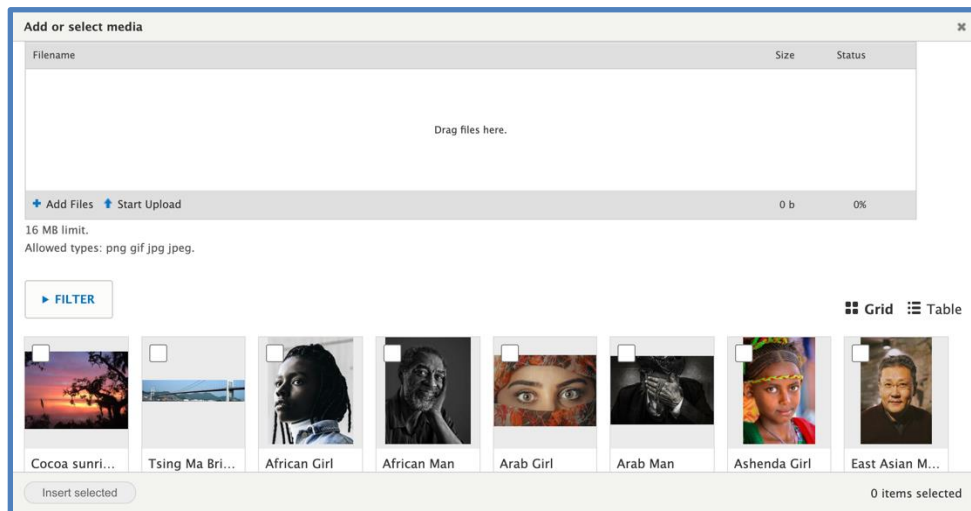 Add or select media
Filename Size Status
Drag files here.
Add Files Start Upload 0 b 0%
16 MB limit.
Allowed types: png gif jpg jpeg.
FILTER
Grid Table
Cocoa sunri... Tsing Ma Bri... African Girl African Man Arab Girl Arab Man Ashenda Girl East Asian M...
Insert selected 0 items selected